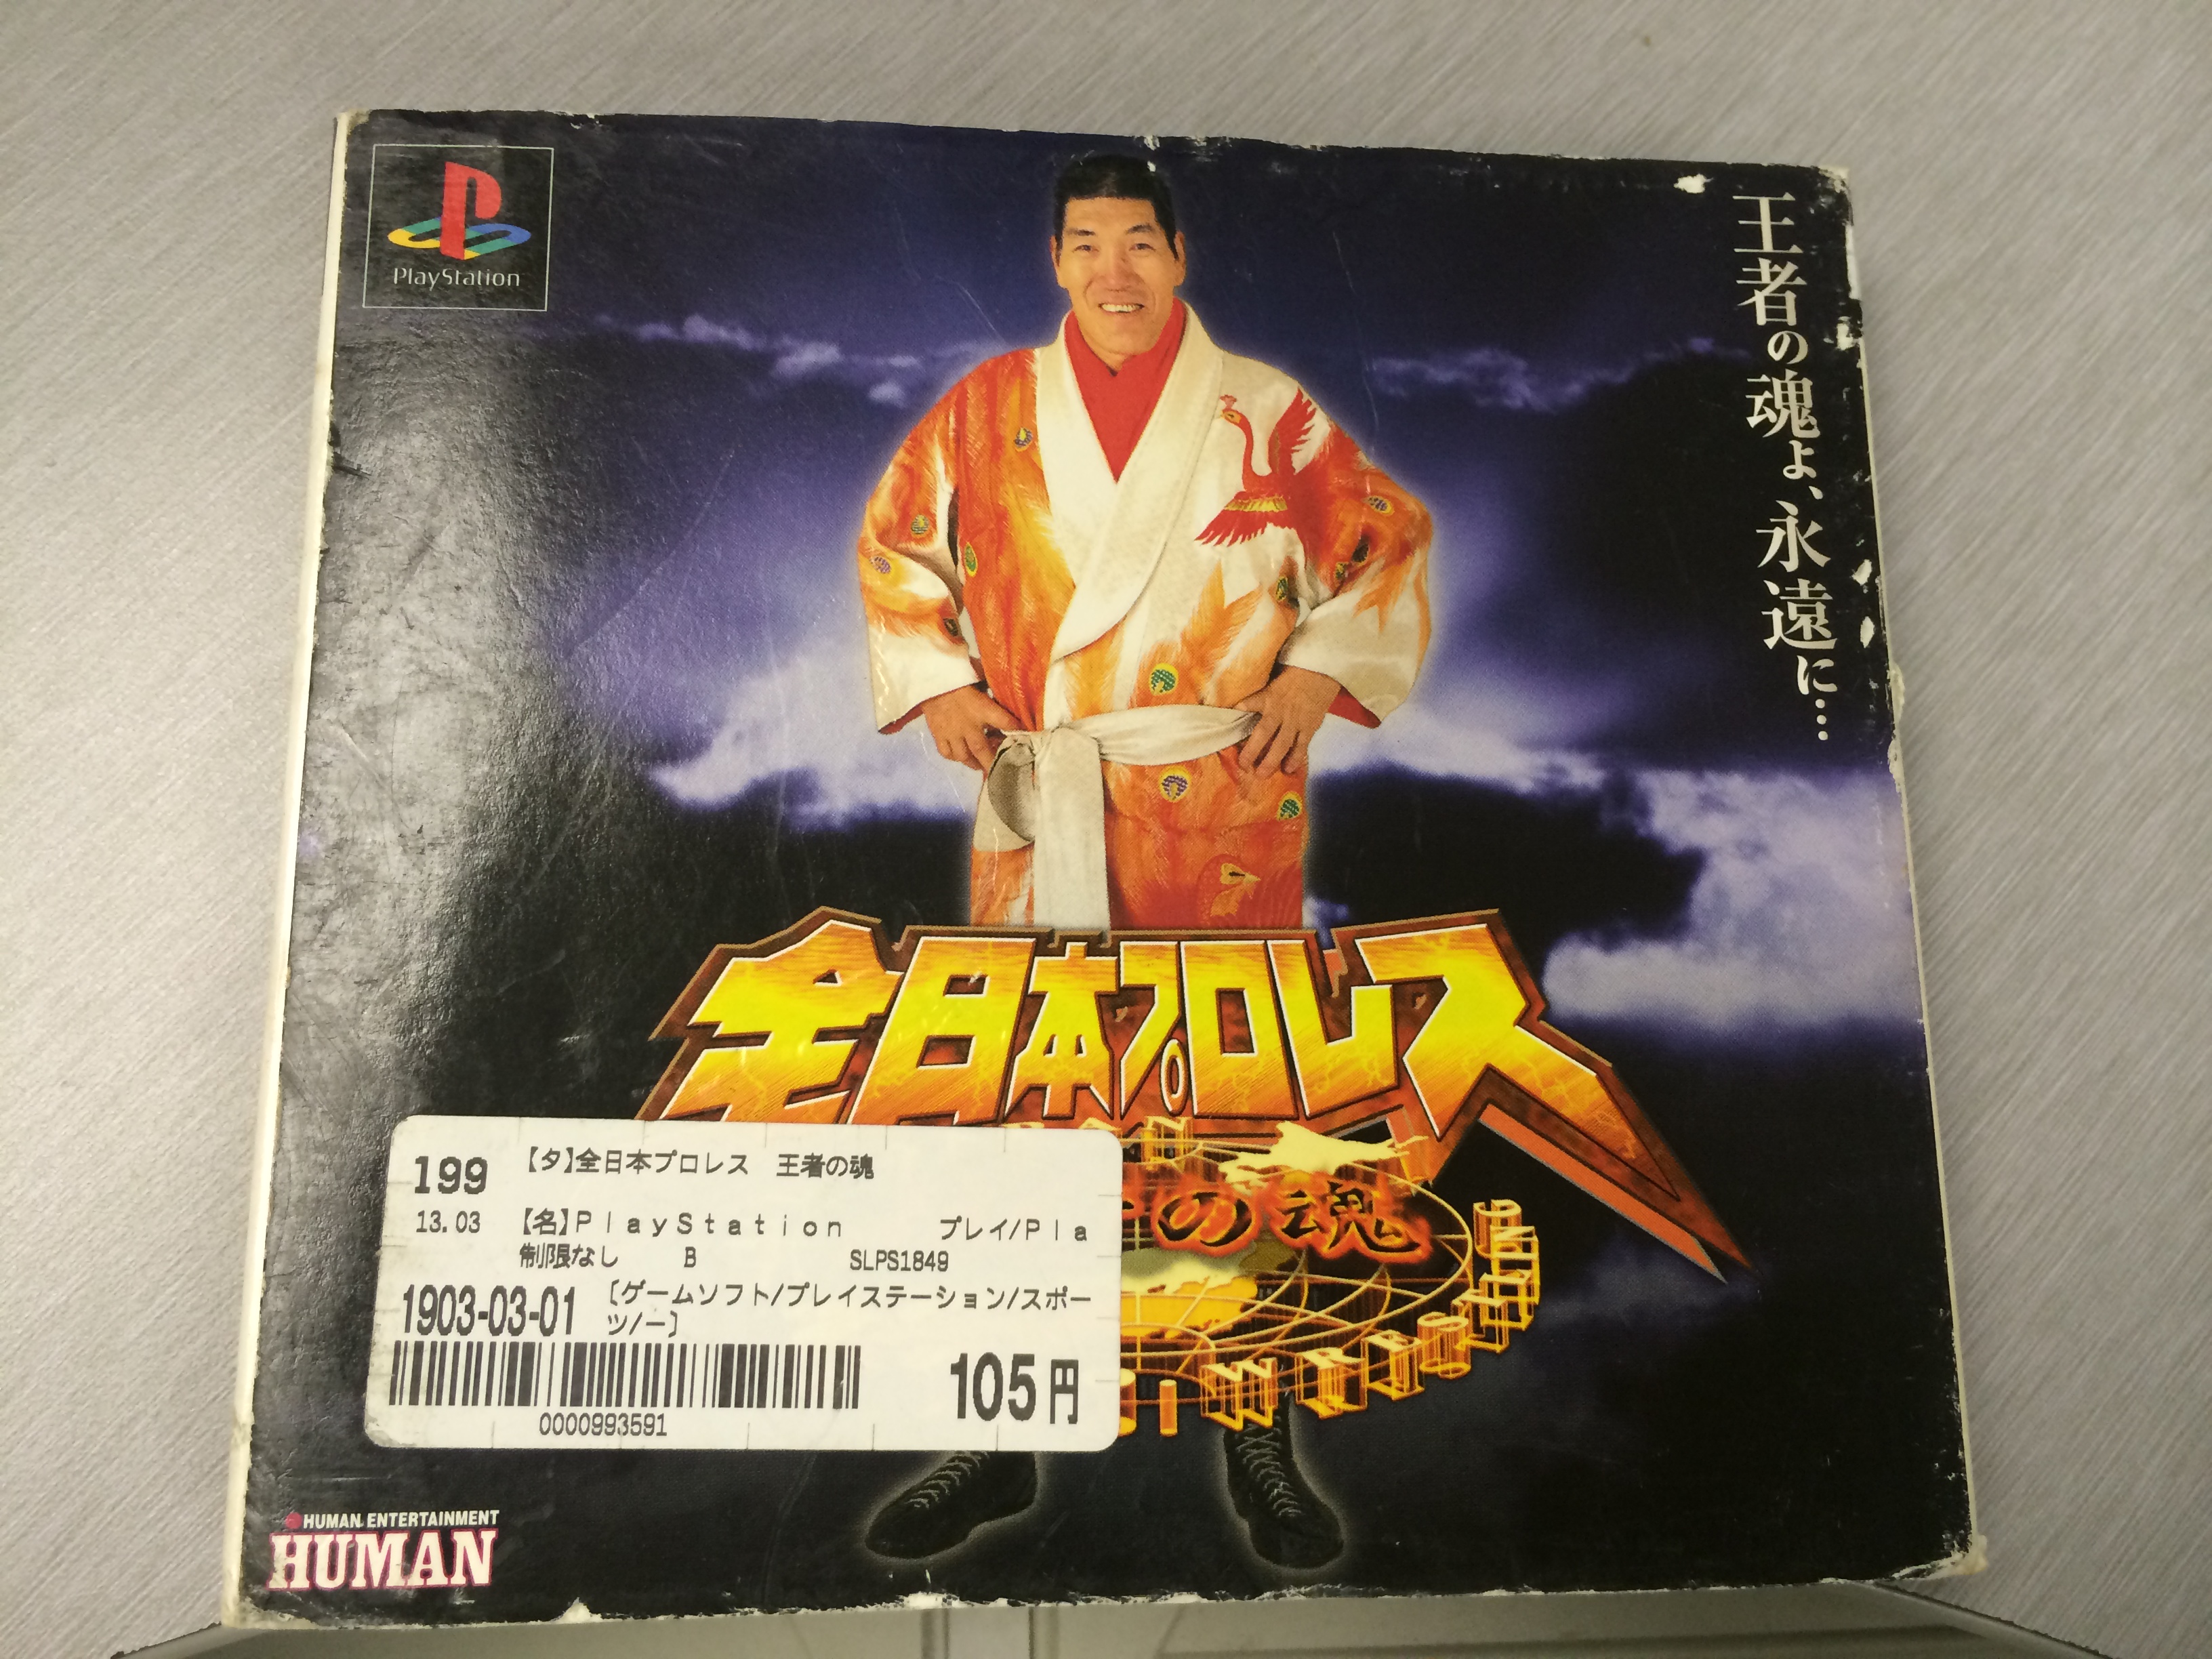 PlayStation
王者の魂よ、永遠に…
全日本プロレス
の魂
WRESTLING
199
【タ】全日本プロレス 王者の魂
13.03
【名】PlayStation プレイ/Pla
制限なし B SLPS1849
1903-03-01
〔ゲームソフト/プレイステーション/スポー
ツ/ー〕
0000993591
105円
HUMAN ENTERTAINMENT
HUMAN